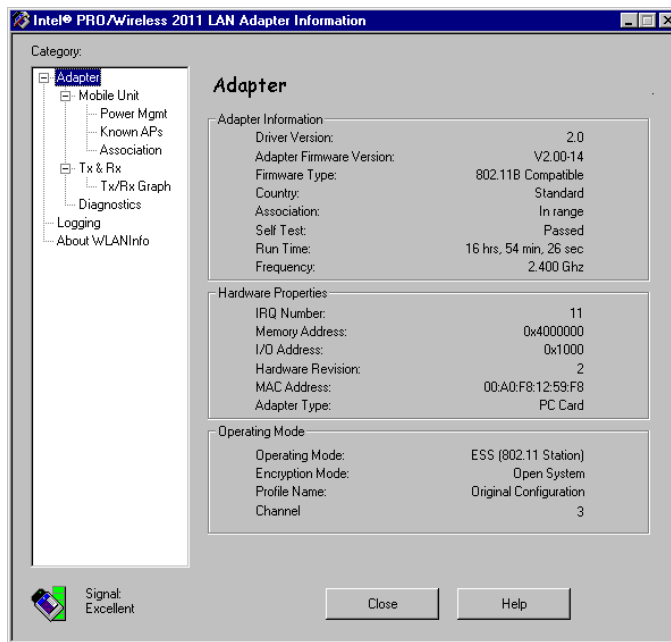 Intel® PRO/Wireless 2011 LAN Adapter Information
Category:
Adapter
Mobile Unit
Power Mgmt
Known APs
Association
Tx & Rx
Tx/Rx Graph
Diagnostics
Logging
About WLANInfo
Adapter
Adapter Information
Driver Version: 2.0
Adapter Firmware Version: V2.00-14
Firmware Type: 802.11B Compatible
Country: Standard
Association: In range
Self Test: Passed
Run Time: 16 hrs, 54 min, 26 sec
Frequency: 2.400 Ghz
Hardware Properties
IRQ Number: 11
Memory Address: 0x4000000
I/O Address: 0x1000
Hardware Revision: 2
MAC Address: 00:A0:F8:12:59:F8
Adapter Type: PC Card
Operating Mode
Operating Mode: ESS (802.11 Station)
Encryption Mode: Open System
Profile Name: Original Configuration
Channel 3
Signal:
Excellent
Close
Help